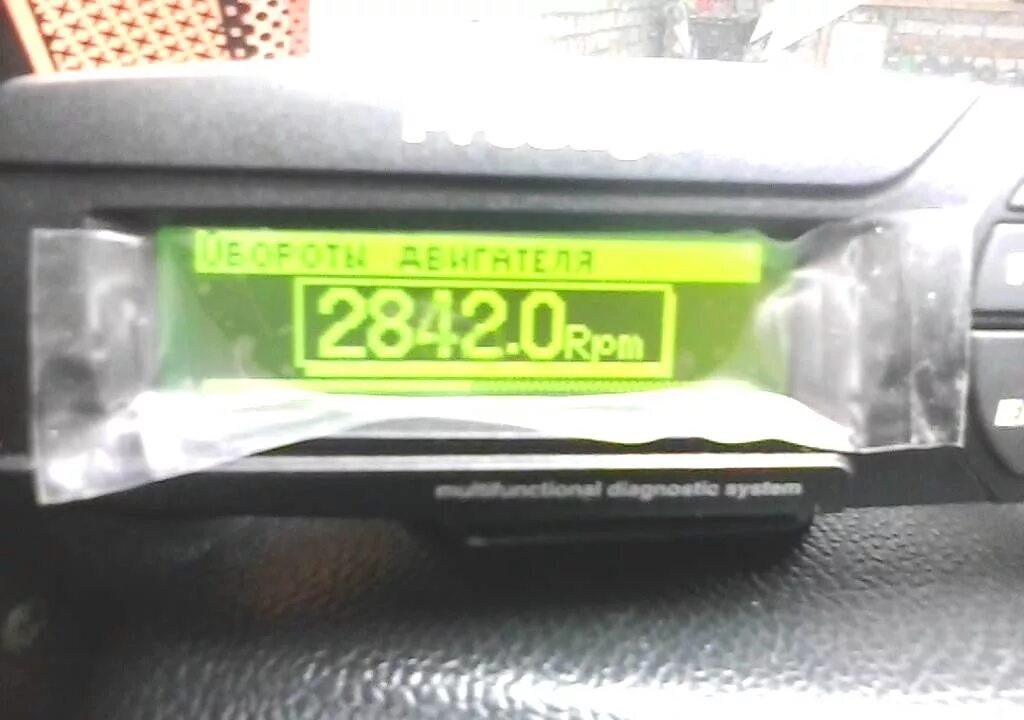 ОБОРОТЫ ДВИГАТЕЛЯ
2842.0Rpm
multifunctional diagnostic system